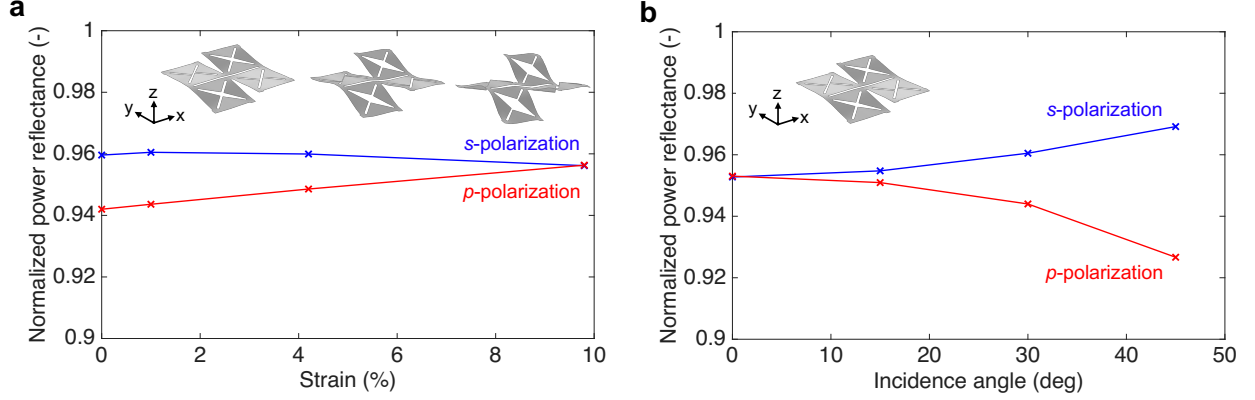 a
Normalized power reflectance (-)
1
0.98
0.96
0.94
0.92
0.9
z
y
x
s-polarization
p-polarization
0
2
4
6
8
10
Strain (%)
b
Normalized power reflectance (-)
1
0.98
0.96
0.94
0.92
0.9
z
y
x
s-polarization
p-polarization
0
10
20
30
40
50
Incidence angle (deg)